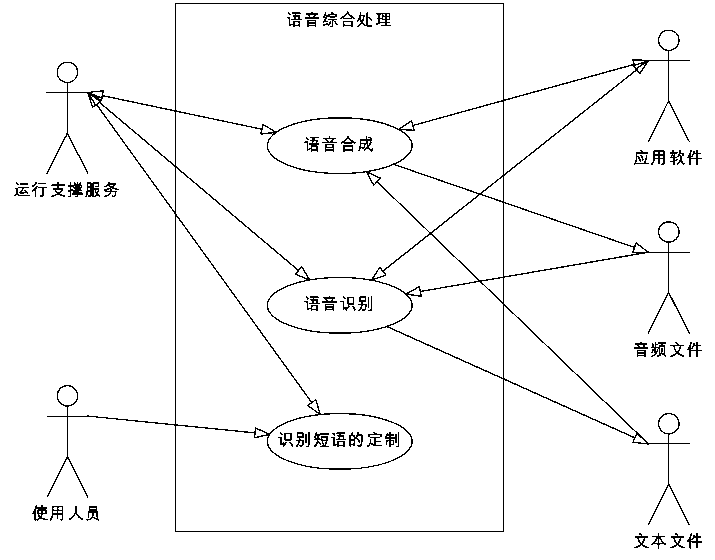 语音综合处理
语音合成
运行支撑服务
应用软件
语音识别
音频文件
识别短语的定制
使用人员
文本文件